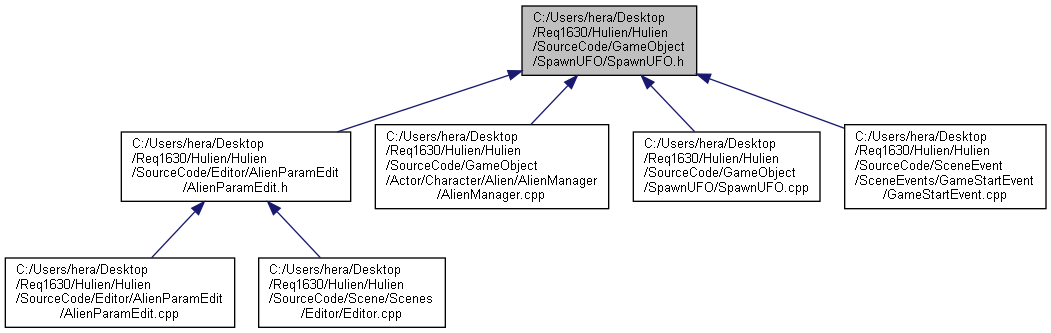 C:/Users/hera/Desktop
/Req1630/Hulien/Hulien
/SourceCode/GameObject
/SpawnUFO/SpawnUFO.h
C:/Users/hera/Desktop
/Req1630/Hulien/Hulien
/SourceCode/Editor/AlienParamEdit
/AlienParamEdit.h
C:/Users/hera/Desktop
/Req1630/Hulien/Hulien
/SourceCode/GameObject
/Actor/Character/Alien/AlienManager
/AlienManager.cpp
C:/Users/hera/Desktop
/Req1630/Hulien/Hulien
/SourceCode/GameObject
/SpawnUFO/SpawnUFO.cpp
C:/Users/hera/Desktop
/Req1630/Hulien/Hulien
/SourceCode/SceneEvent
/SceneEvents/GameStartEvent
/GameStartEvent.cpp
C:/Users/hera/Desktop
/Req1630/Hulien/Hulien
/SourceCode/Editor/AlienParamEdit
/AlienParamEdit.cpp
C:/Users/hera/Desktop
/Req1630/Hulien/Hulien
/SourceCode/Scene/Scenes
/Editor/Editor.cpp